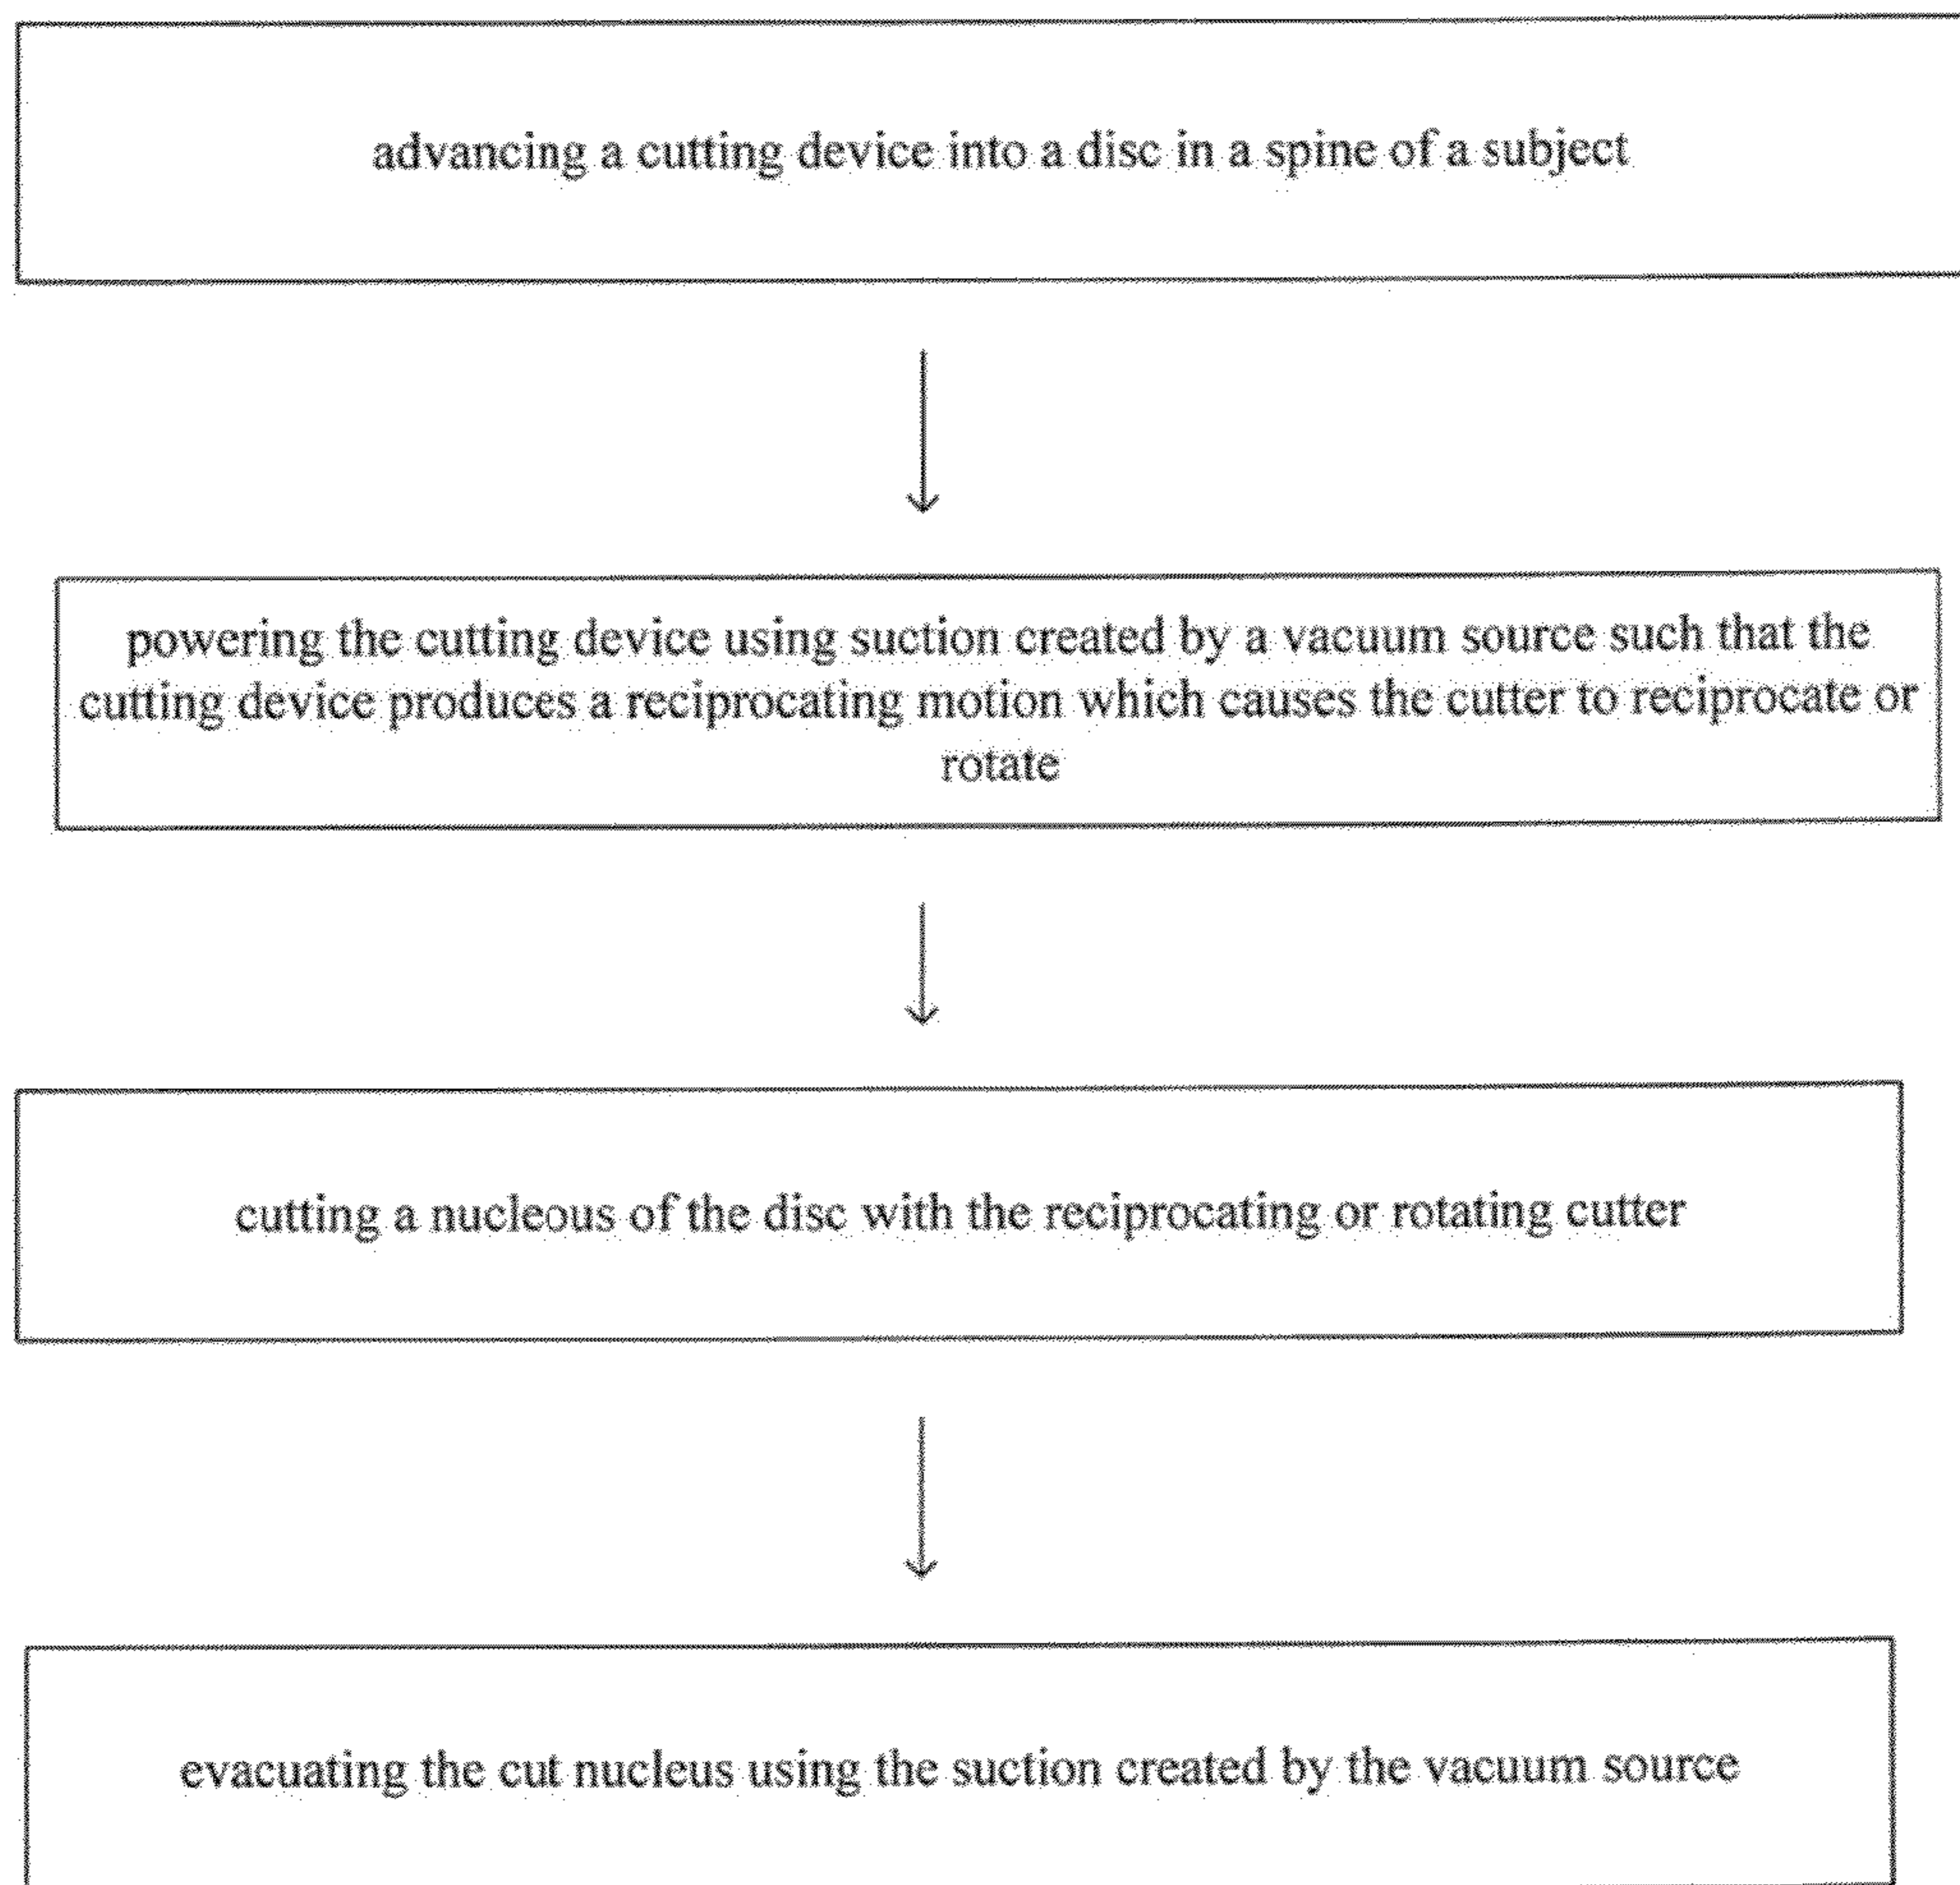 advancing a cutting device into a disc in a spine of a subject
powering the cutting device using suction created by a vacuum source such that the
cutting device produces a reciprocating motion which causes the cutter to reciprocate or
rotate
cutting a nucleous of the disc with the reciprocating or rotating cutter
evacuating the cut nucleus using the suction created by the vacuum source